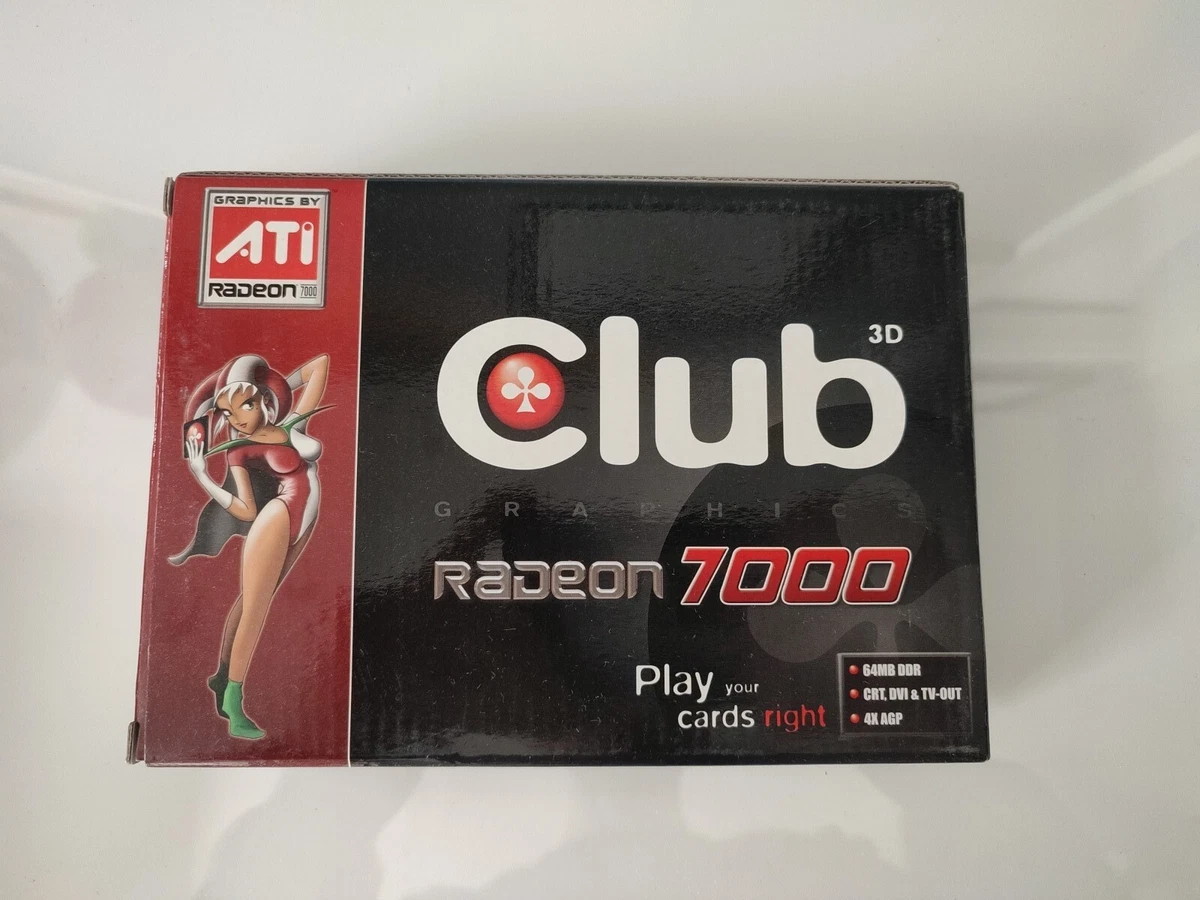 GRAPHICS BY
ATI
RADEON 7000
Club 3D
GRAPHICS
RADEON 7000
Play your
cards right
64MB DDR
CRT, DVI & TV-OUT
4X AGP